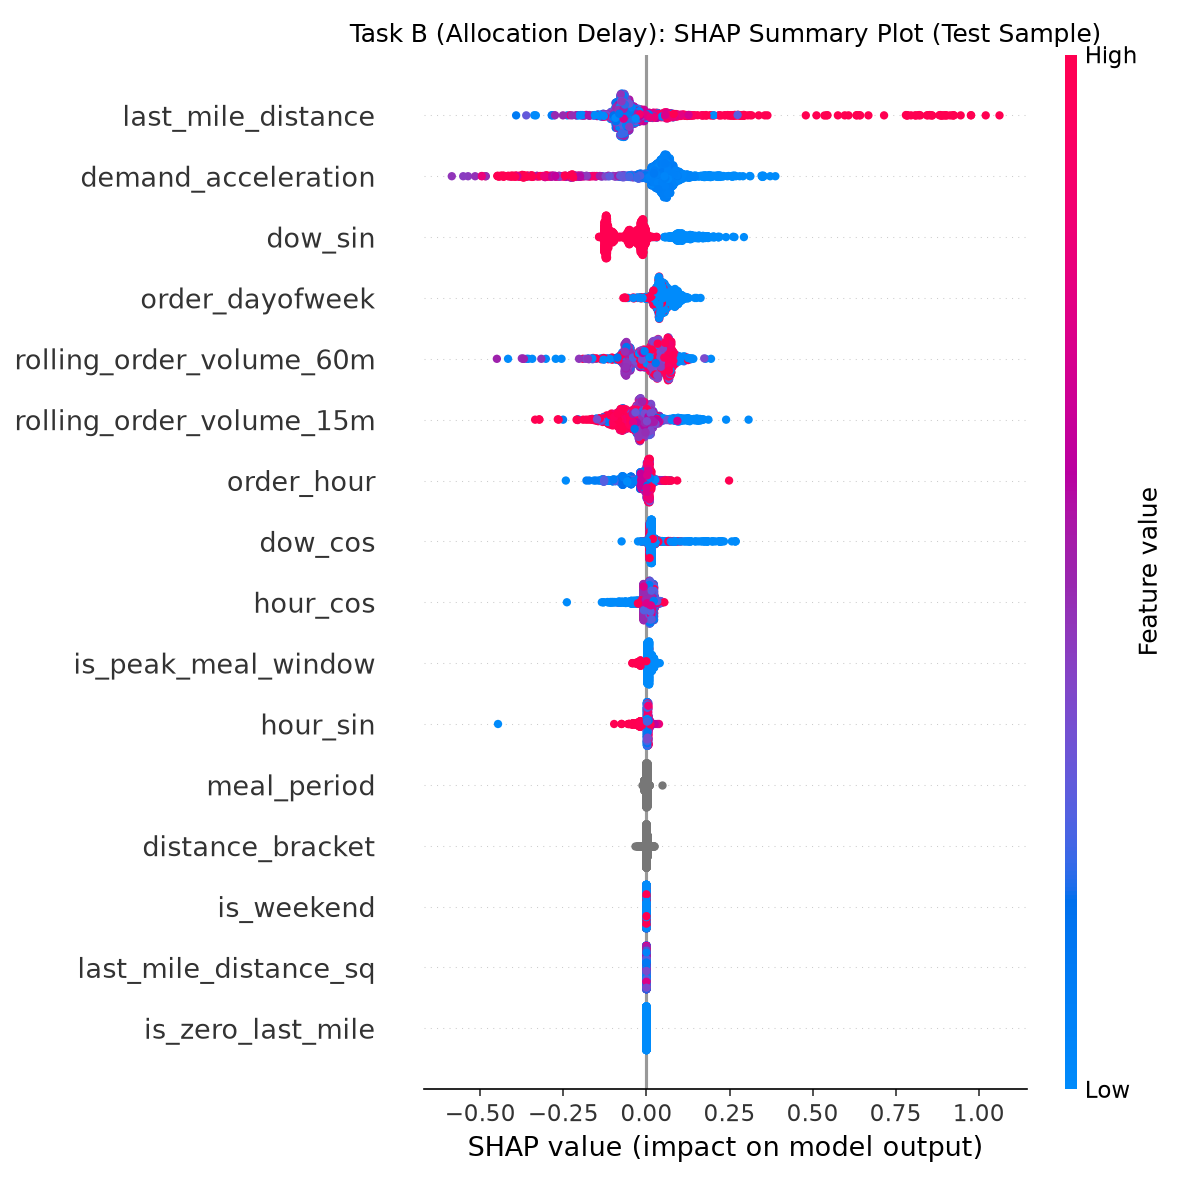 Task B (Allocation Delay): SHAP Summary Plot (Test Sample)
High
last_mile_distance
demand_acceleration
dow_sin
order_dayofweek
rolling_order_volume_60m
rolling_order_volume_15m
order_hour
dow_cos
hour_cos
is_peak_meal_window
hour_sin
meal_period
distance_bracket
is_weekend
last_mile_distance_sq
is_zero_last_mile
Feature value
Low
−0.50 −0.25 0.00 0.25 0.50 0.75 1.00
SHAP value (impact on model output)